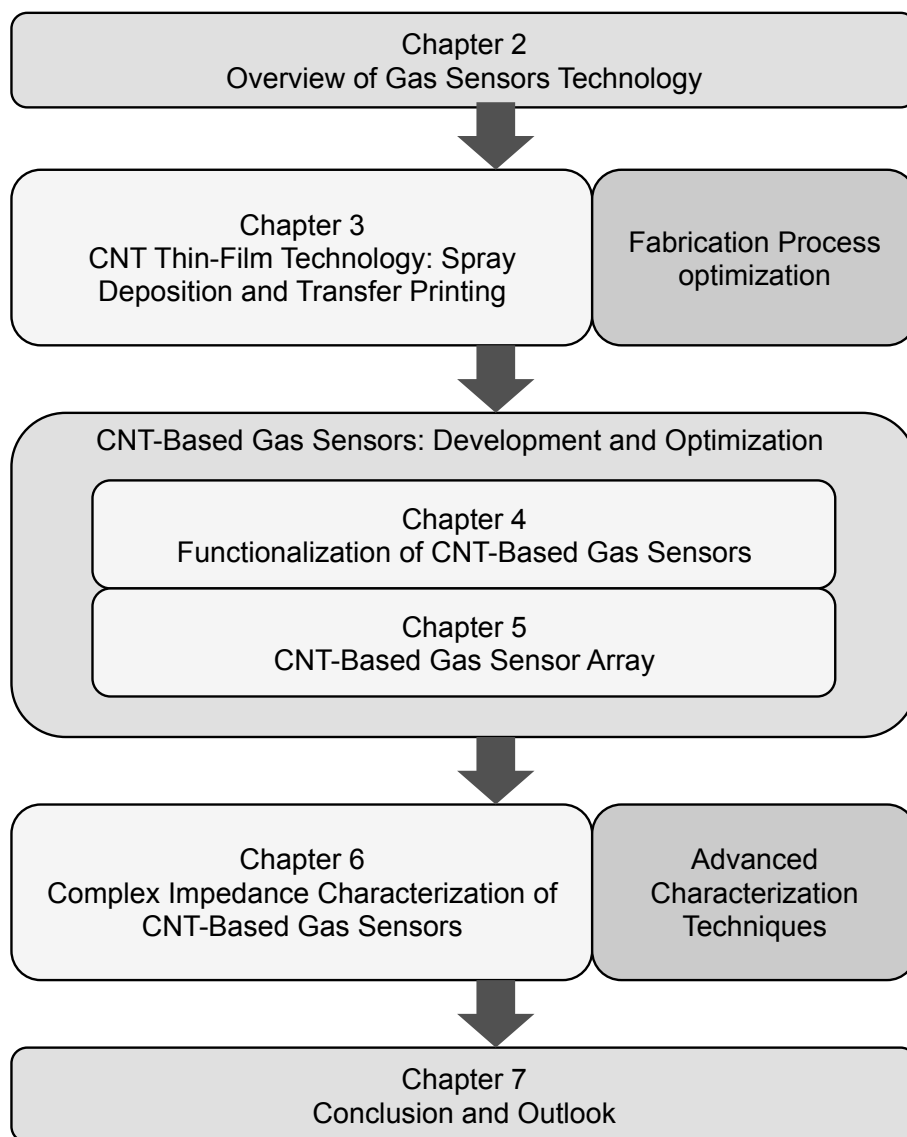 Chapter 2
Overview of Gas Sensors Technology
Chapter 3
CNT Thin-Film Technology: Spray
Deposition and Transfer Printing
Fabrication Process
optimization
CNT-Based Gas Sensors: Development and Optimization
Chapter 4
Functionalization of CNT-Based Gas Sensors
Chapter 5
CNT-Based Gas Sensor Array
Chapter 6
Complex Impedance Characterization of
CNT-Based Gas Sensors
Advanced
Characterization
Techniques
Chapter 7
Conclusion and Outlook